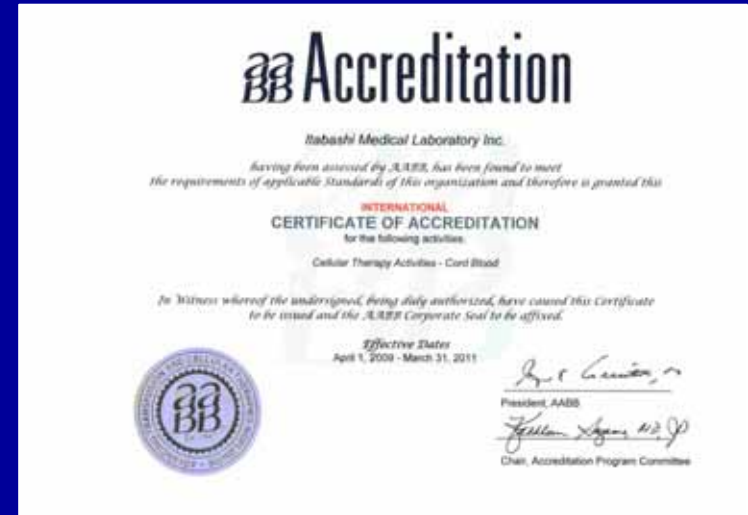 aaBB Accreditation
Itabashi Medical Laboratory Inc.
having been assessed by AABB, has been found to meet
the requirements of applicable Standards of this organization and therefore is granted this
INTERNATIONAL
CERTIFICATE OF ACCREDITATION
for the following activities.
Cellular Therapy Activities - Cord Blood
In Witness whereof the undersigned, being duly authorized, have caused this Certificate
to be issued and the AABB Corporate Seal to be affixed.
Effective Dates
April 1, 2009 - March 31, 2011
aaBB
President, AABB
Chair, Accreditation Program Committee